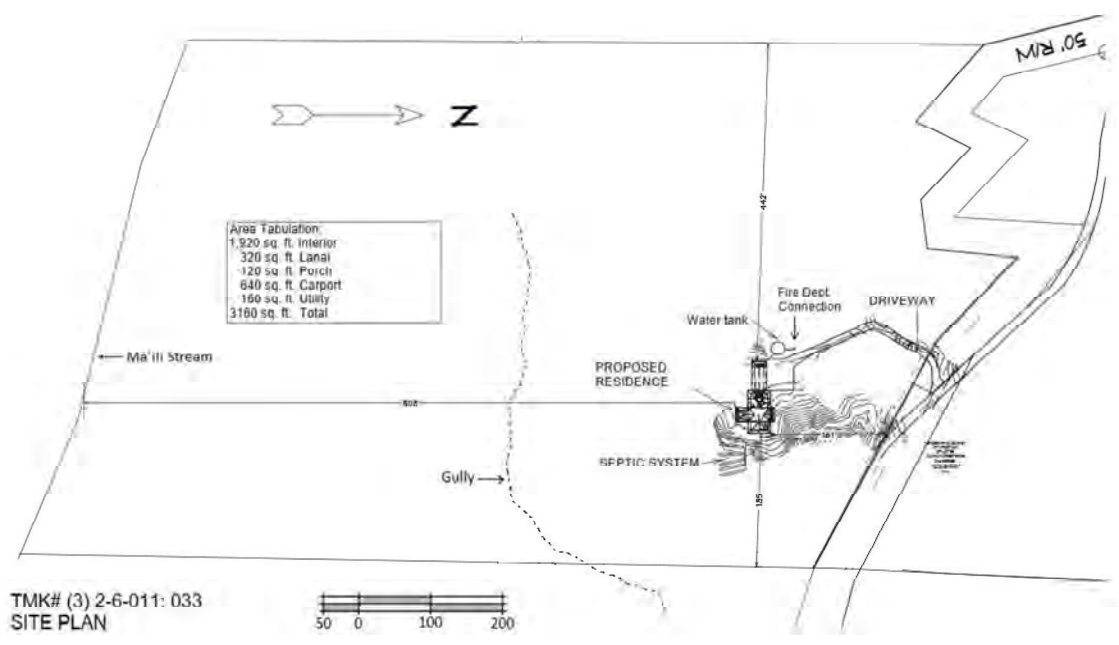 50' R/W
N
442'
Area Tabulation:
1,920 sq. ft. Interior
320 sq. ft. Lanai
120 sq. ft. Porch
640 sq. ft. Carport
160 sq. ft. Utility
3160 sq. ft. Total
Fire Dept.
Connection
DRIVEWAY
Water tank
Ma'ili Stream
PROPOSED
RESIDENCE
SEPTIC SYSTEM
Gully
TMK# (3) 2-6-011: 033
SITE PLAN
50 0 100 200